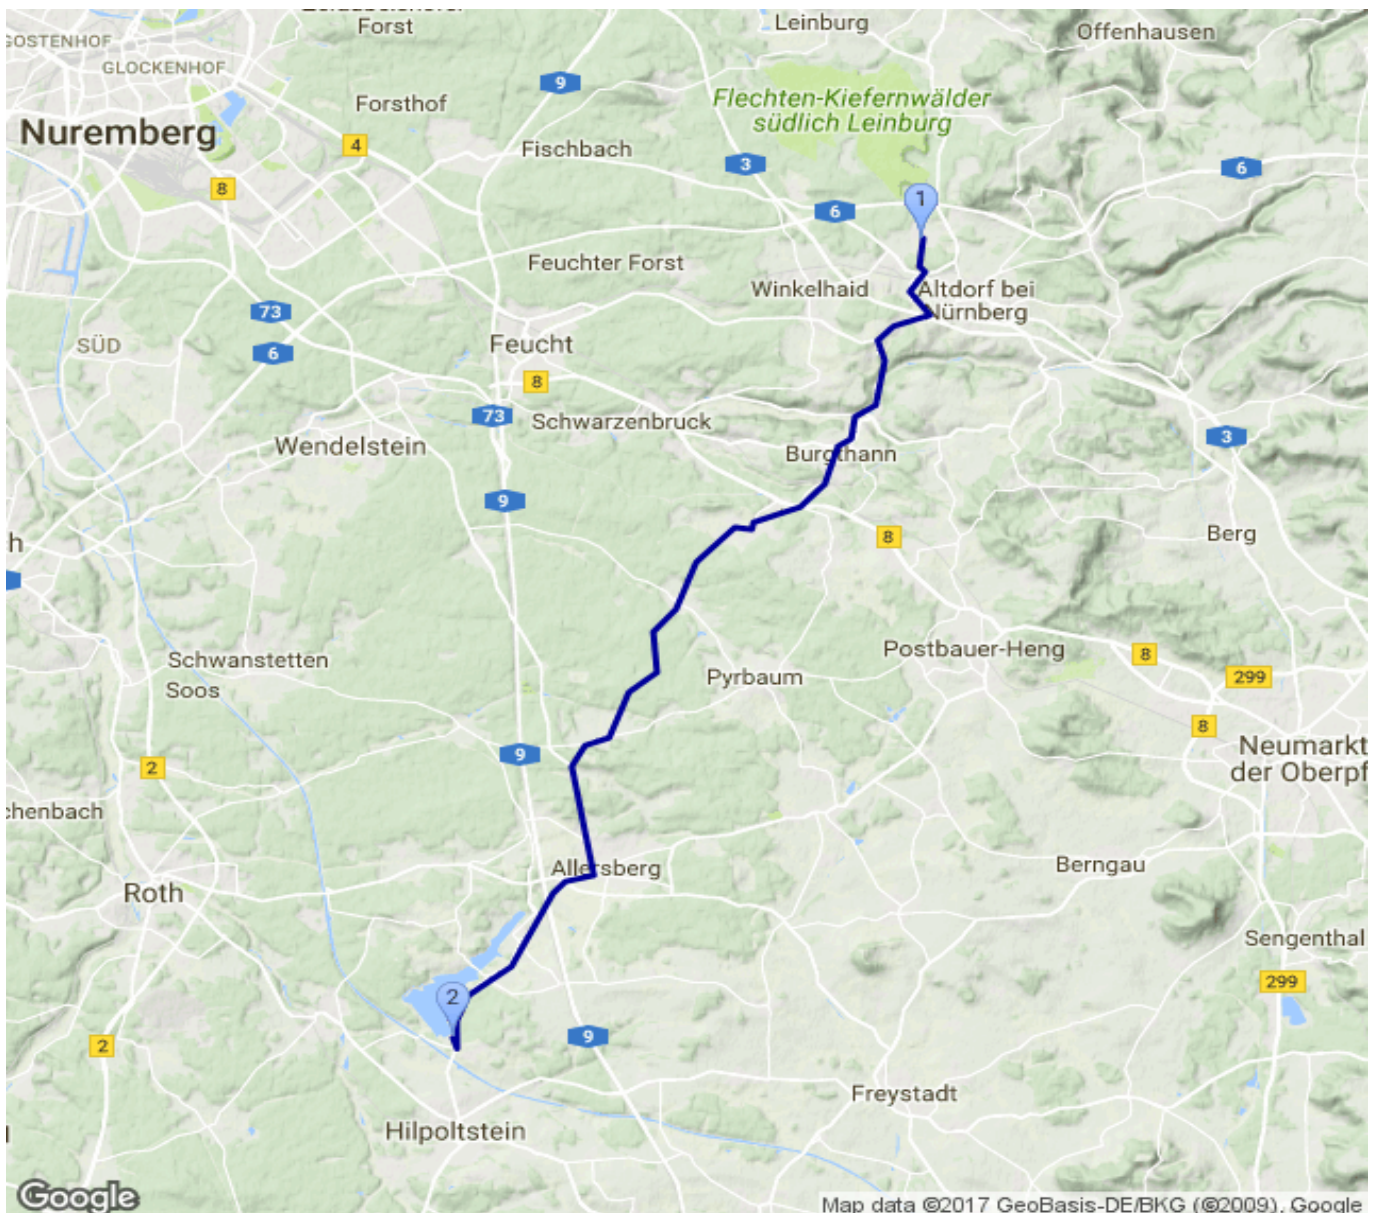 Forst
Leinburg
Offenhausen
GOSTENHOF
GLOCKENHOF
9
Forsthof
Flechten-Kiefernwälder
südlich Leinburg
Nuremberg
4
Fischbach
3
6
8
1
6
Feuchter Forst
Winkelhaid
Altdorf bei
Nürnberg
73
SÜD
6
Feucht
8
73
Schwarzenbruck
Wendelstein
Burgthann
3
9
8
Berg
h
Schwanstetten
Soos
Postbauer-Heng
8
Pyrbaum
299
8
9
2
Neumarkt
der Oberpf
chenbach
Allersberg
Berngau
Roth
Sengenthal
299
2
9
2
Freystadt
Hilpoltstein
Google
Map data ©2017 GeoBasis-DE/BKG (©2009), Google